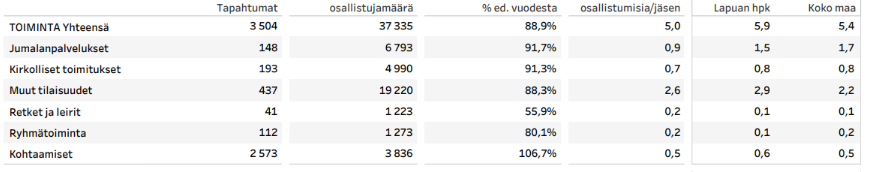 Tapahtumat osallistujamäärä % ed. vuodesta osallistumisia/jäsen Lapuan hpk Koko maa
TOIMINTA Yhteensä 3 504 37 335 88,9% 5,0 5,9 5,4
Jumalanpalvelukset 148 6 793 91,7% 0,9 1,5 1,7
Kirkolliset toimitukset 193 4 990 91,3% 0,7 0,8 0,8
Muut tilaisuudet 437 19 220 88,3% 2,6 2,9 2,2
Retket ja leirit 41 1 223 55,9% 0,2 0,1 0,1
Ryhmätoiminta 112 1 273 80,1% 0,2 0,1 0,2
Kohtaamiset 2 573 3 836 106,7% 0,5 0,6 0,5